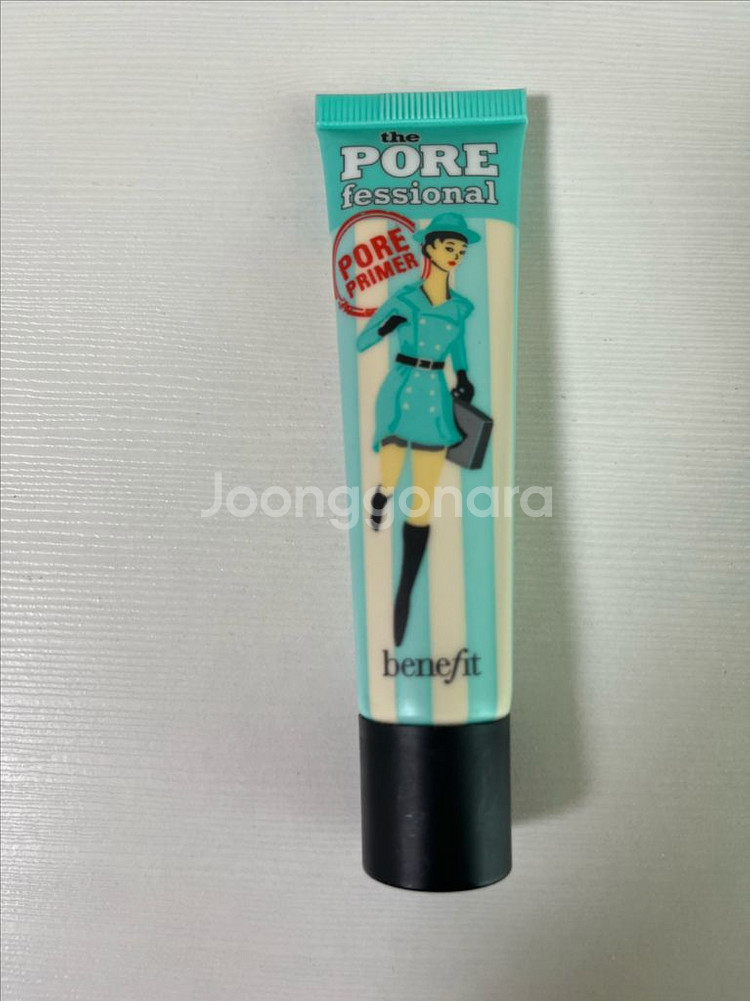 the
PORE
fessional
PORE
PRIMER
Joonggonara
benefit